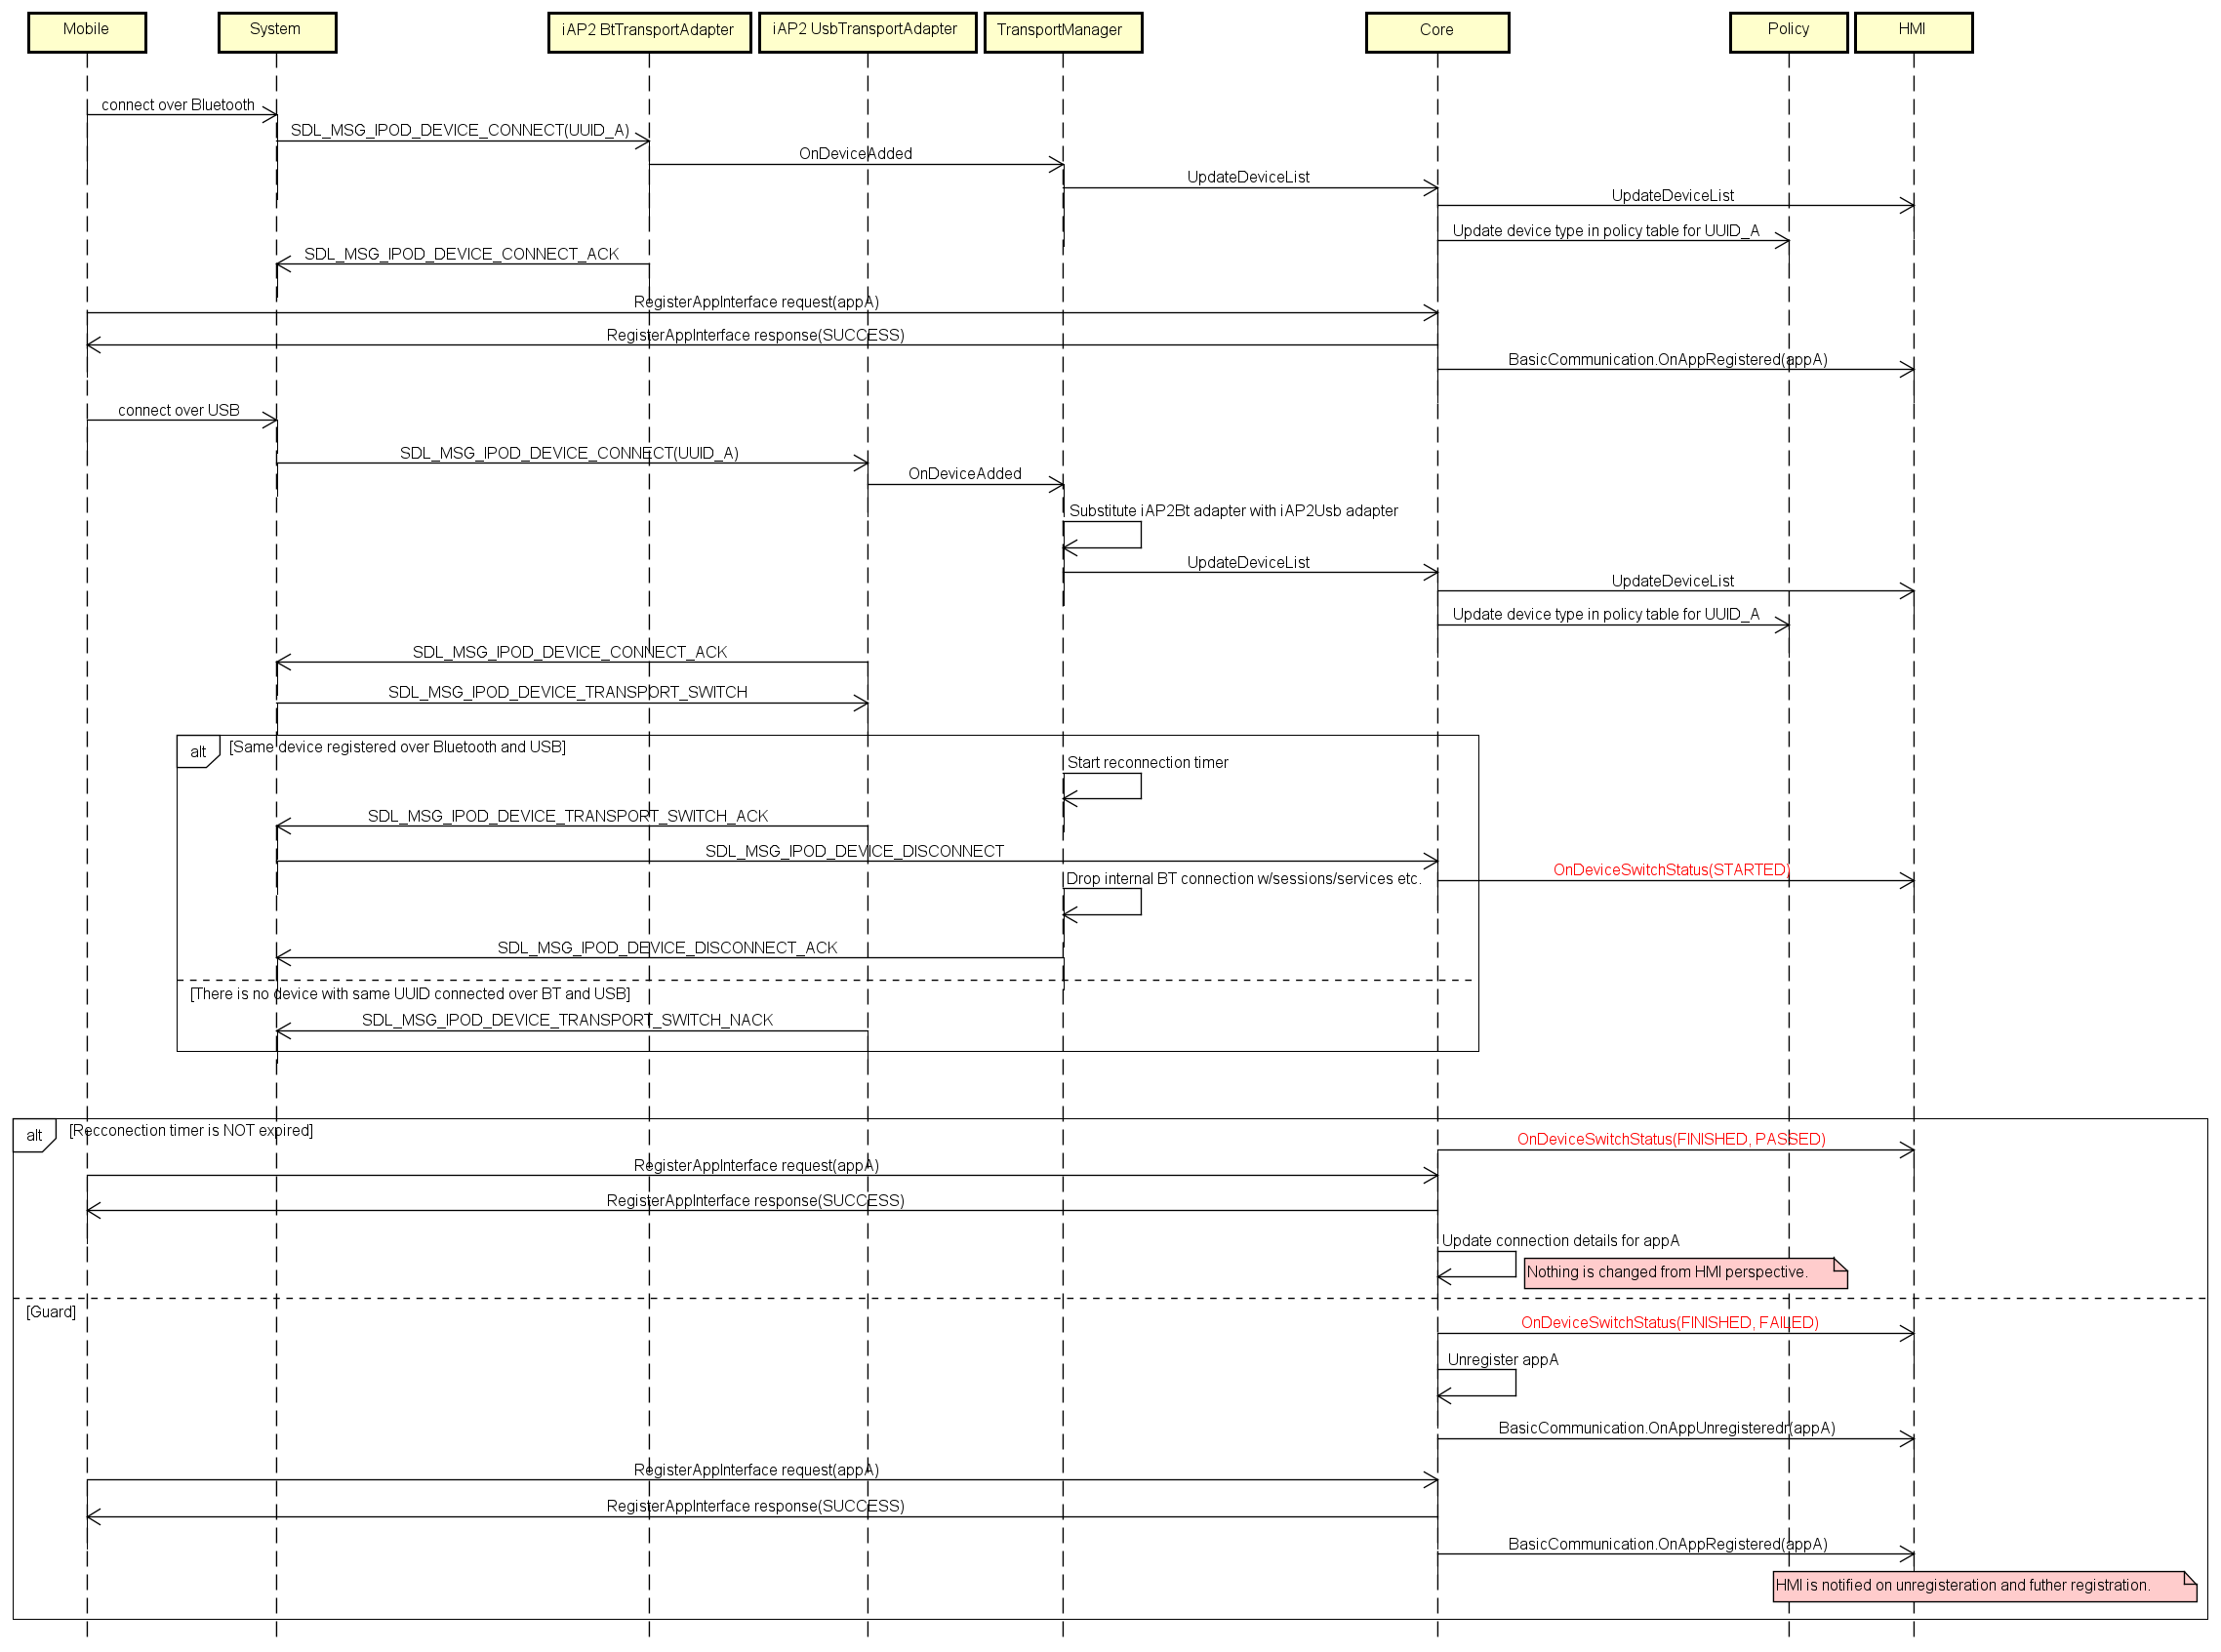 Mobile
System
iAP2 BtTransportAdapter
iAP2 UsbTransportAdapter
TransportManager
Core
Policy
HMI
connect over Bluetooth
SDL_MSG_IPOD_DEVICE_CONNECT(UUID_A)
OnDeviceAdded
UpdateDeviceList
UpdateDeviceList
Update device type in policy table for UUID_A
SDL_MSG_IPOD_DEVICE_CONNECT_ACK
RegisterAppInterface request(appA)
RegisterAppInterface response(SUCCESS)
BasicCommunication.OnAppRegistered(appA)
connect over USB
SDL_MSG_IPOD_DEVICE_CONNECT(UUID_A)
OnDeviceAdded
Substitute iAP2Bt adapter with iAP2Usb adapter
UpdateDeviceList
UpdateDeviceList
Update device type in policy table for UUID_A
SDL_MSG_IPOD_DEVICE_CONNECT_ACK
SDL_MSG_IPOD_DEVICE_TRANSPORT_SWITCH
alt
[Same device registered over Bluetooth and USB]
Start reconnection timer
SDL_MSG_IPOD_DEVICE_TRANSPORT_SWITCH_ACK
SDL_MSG_IPOD_DEVICE_DISCONNECT
OnDeviceSwitchStatus(STARTED)
Drop internal BT connection w/sessions/services etc.
SDL_MSG_IPOD_DEVICE_DISCONNECT_ACK
[There is no device with same UUID connected over BT and USB]
SDL_MSG_IPOD_DEVICE_TRANSPORT_SWITCH_NACK
alt
[Recconection timer is NOT expired]
OnDeviceSwitchStatus(FINISHED, PASSED)
RegisterAppInterface request(appA)
RegisterAppInterface response(SUCCESS)
Update connection details for appA
Nothing is changed from HMI perspective.
[Guard]
OnDeviceSwitchStatus(FINISHED, FAILED)
Unregister appA
BasicCommunication.OnAppUnregisteredr(appA)
RegisterAppInterface request(appA)
RegisterAppInterface response(SUCCESS)
BasicCommunication.OnAppRegistered(appA)
HMI is notified on unregisteration and futher registration.